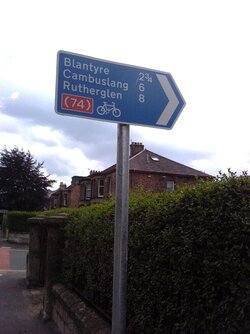 Blantyre 2¾
Cambuslang 6
Rutherglen 8
(74)